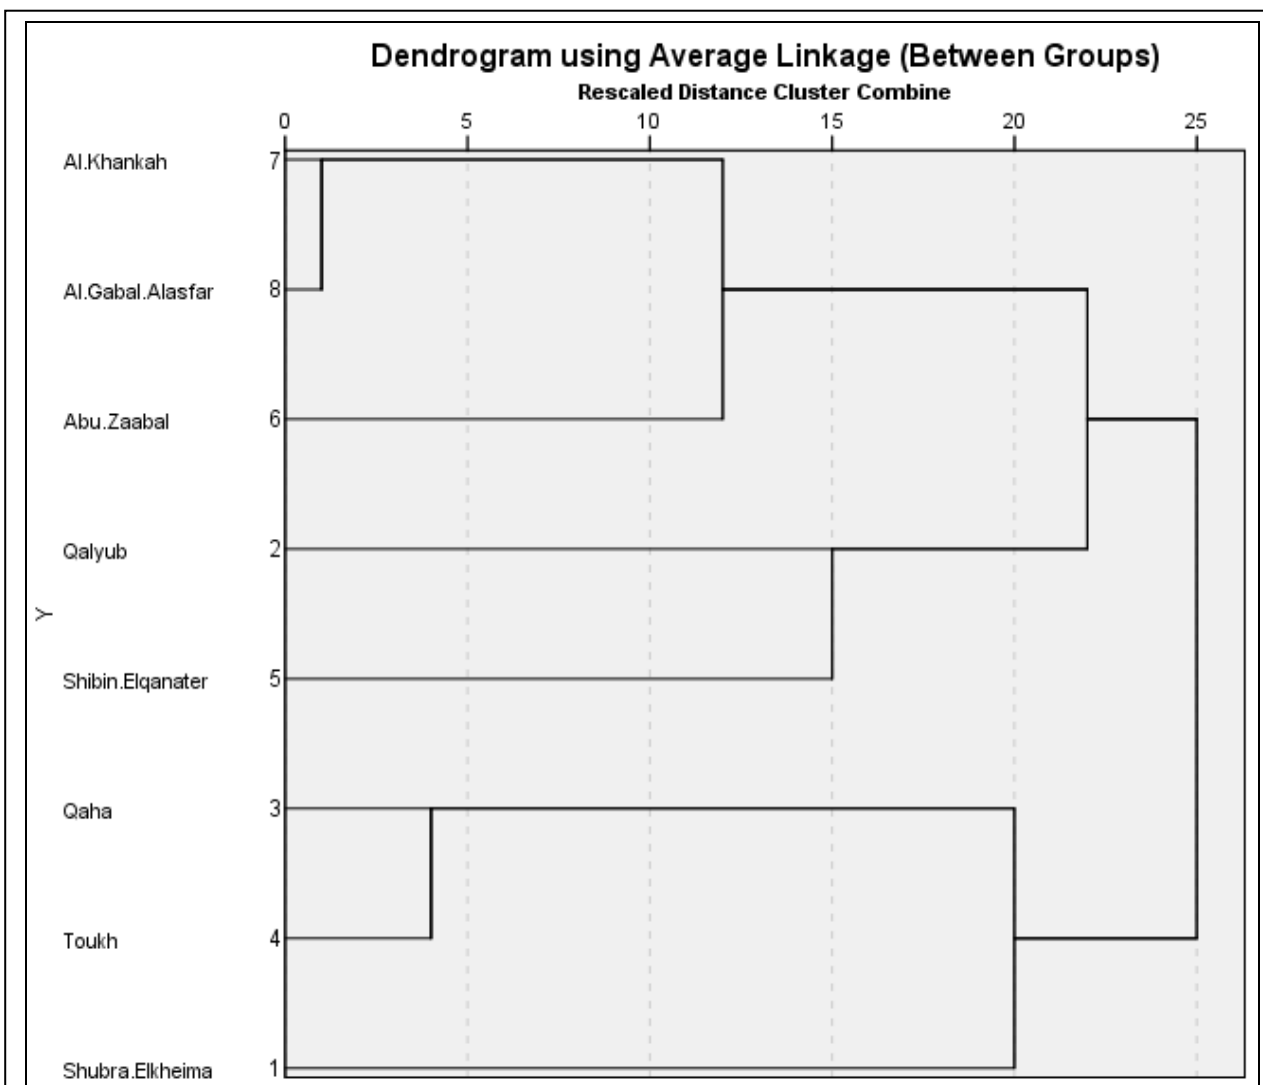 Dendrogram using Average Linkage (Between Groups)
Rescaled Distance Cluster Combine
0 5 10 15 20 25
Al.Khankah 7
Al.Gabal.Alasfar 8
Abu.Zaabal 6
Qalyub 2
Y
Shibin.Elqanater 5
Qaha 3
Toukh 4
Shubra.Elkheima 1